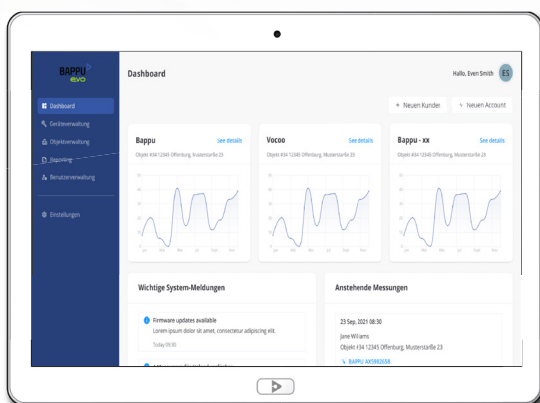 BAPPU
evo
Dashboard
Hallo, Even Smith
ES
Dashboard
Geräteverwaltung
Objektverwaltung
Reporting
Benutzerverwaltung
Einstellungen
+ Neuen Kunden
Neuen Account
Bappu
See details
Objekt #34 12345 Offenburg, Musterstraße 23
Vocoo
See details
Objekt #34 12345 Offenburg, Musterstraße 23
Bappu - xx
See details
Objekt #34 12345 Offenburg, Musterstraße 23
Wichtige System-Meldungen
Firmware updates available
Lorem ipsum dolor sit amet, consectetur adipiscing elit.
Today 09:30
Anstehende Messungen
23 Sep, 2021 08:30
Jane Wiliams
Objekt #34 12345 Offenburg, Musterstarße 23
BAPPU AX5902658